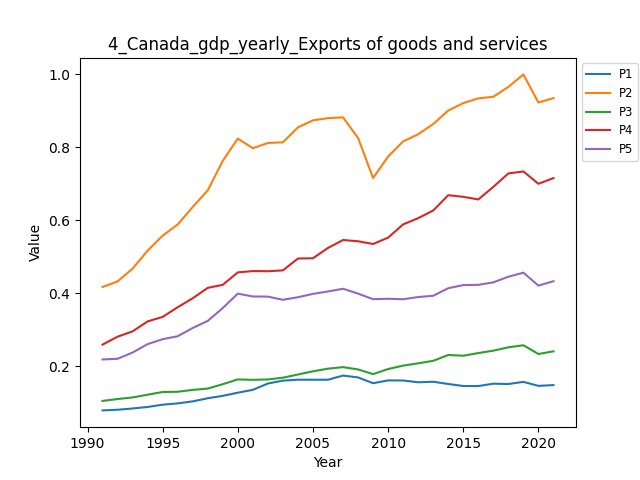 4_Canada_gdp_yearly_Exports of goods and services
P1
P2
P3
P4
P5
1.0
0.8
0.6
0.4
0.2
Value
1990 1995 2000 2005 2010 2015 2020
Year